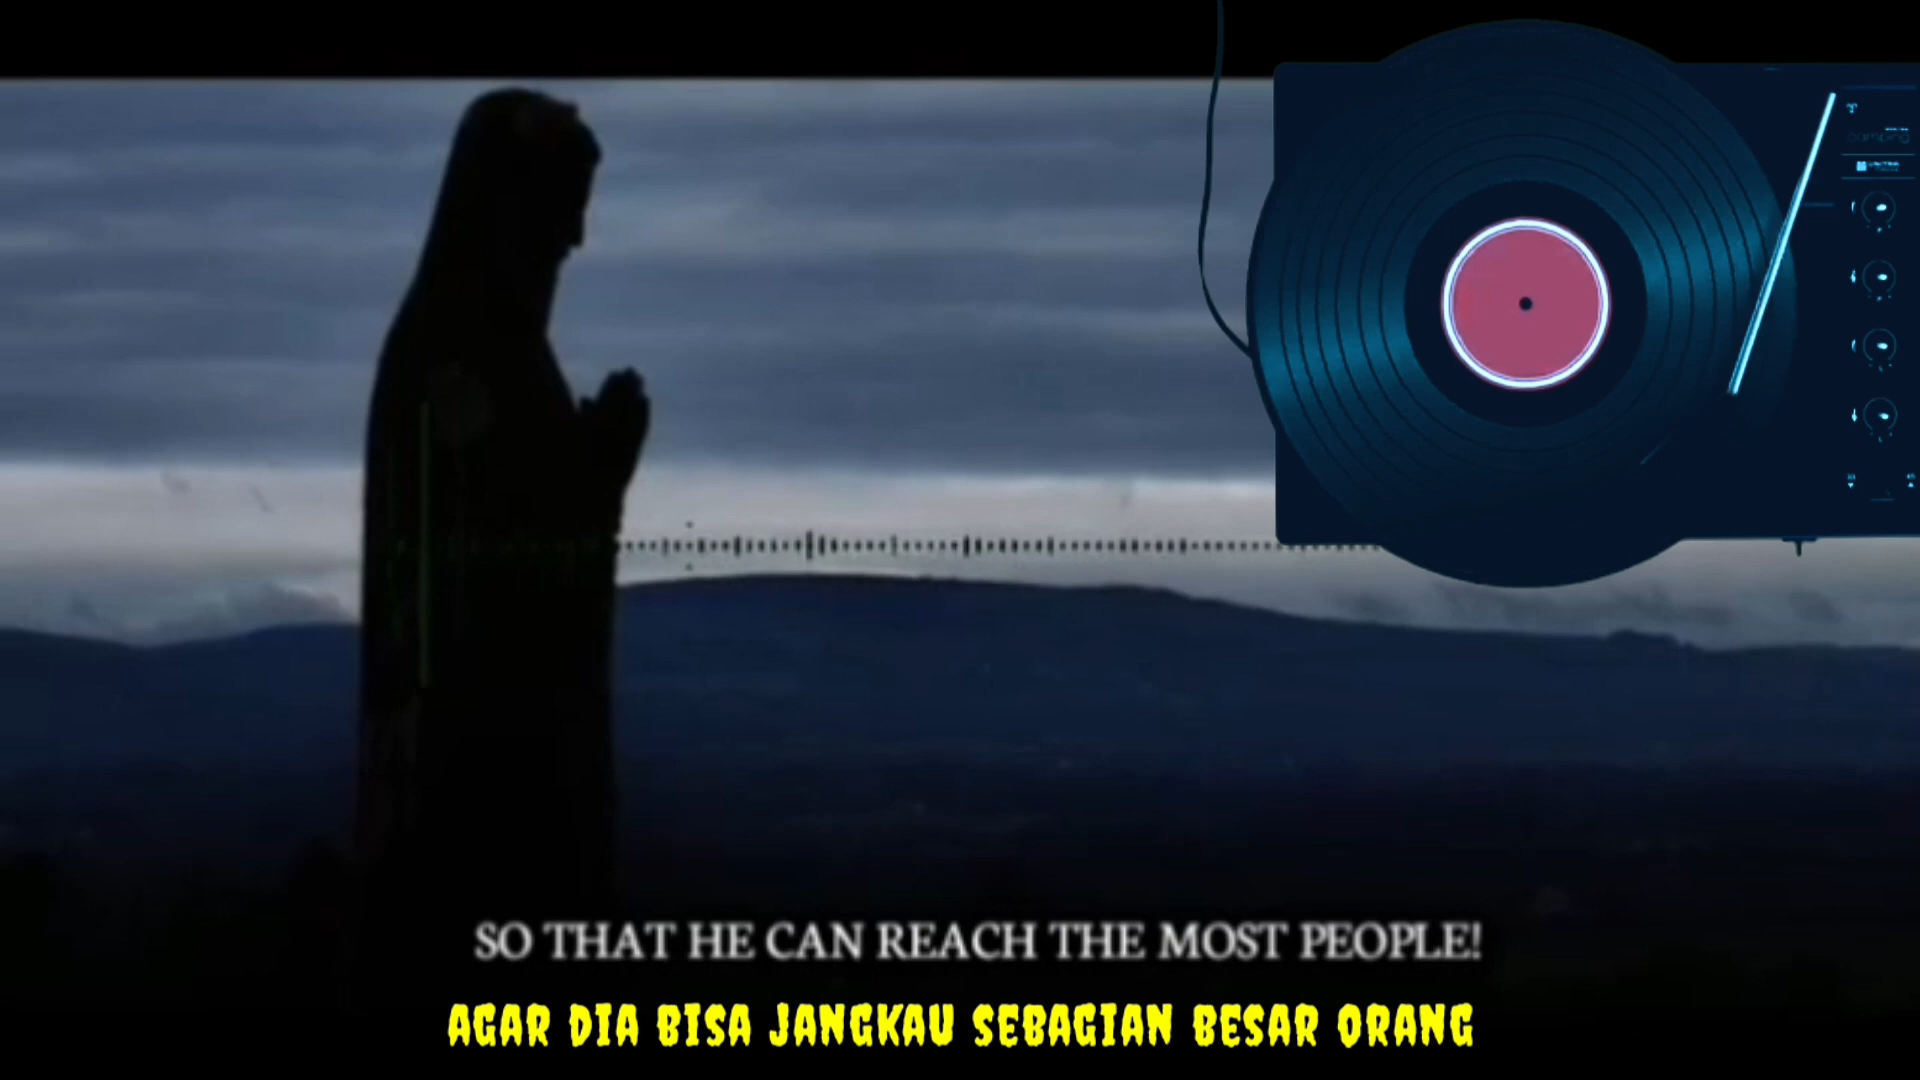 SO THAT HE CAN REACH THE MOST PEOPLE!
AGAR DIA BISA JANGKAU SEBAGIAN BESAR ORANG